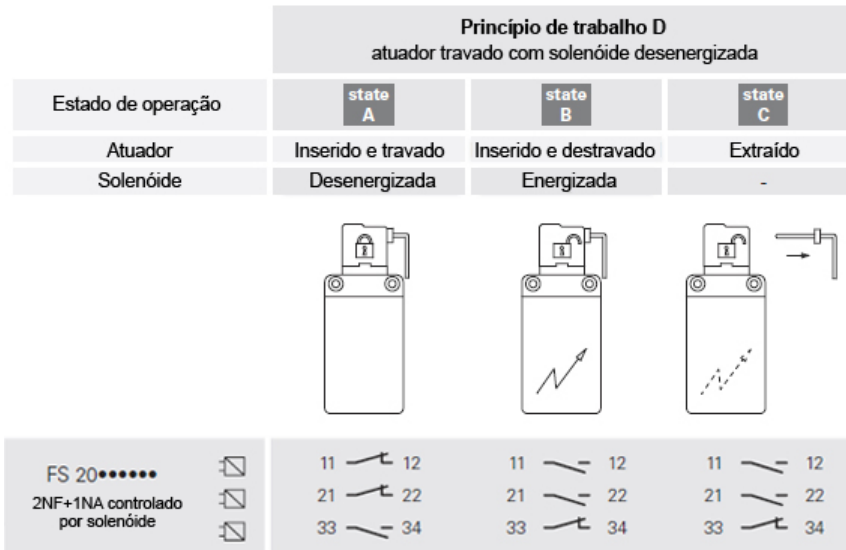 Princípio de trabalho D
atuador travado com solenóide desenergizada
Estado de operação
state A
state B
state C
Atuador
Inserido e travado
Inserido e destravado
Extraído
Solenóide
Desenergizada
Energizada
-
FS 20••••••
2NF+1NA controlado
por solenóide
11 12
11 12
11 12
21 22
21 22
21 22
33 34
33 34
33 34